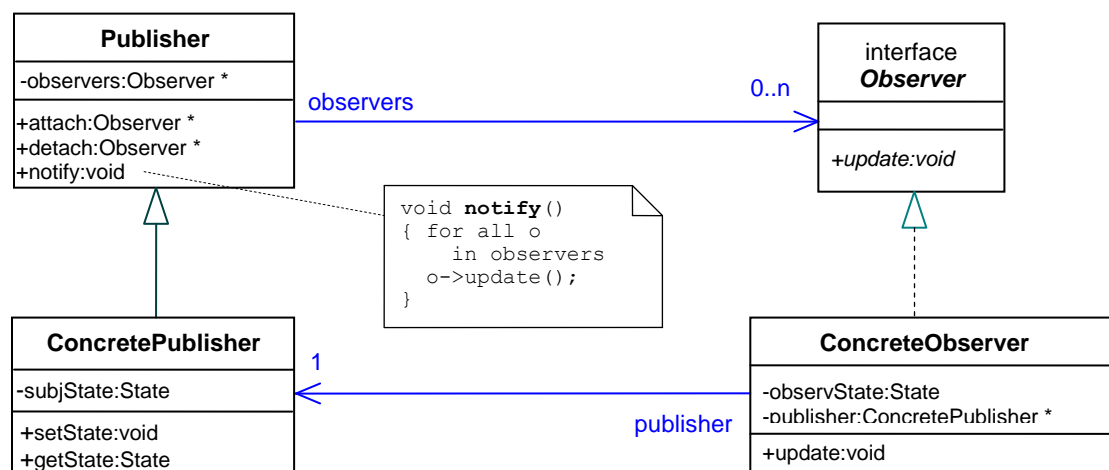 Publisher
-observers:Observer *
+attach:Observer *
+detach:Observer *
+notify:void
observers
0..n
interface
Observer
+update:void
void notify()
{ for all o
in observers
o->update();
}
ConcretePublisher
-subjState:State
+setState:void
+getState:State
1
publisher
ConcreteObserver
-observState:State
-publisher:ConcretePublisher *
+update:void